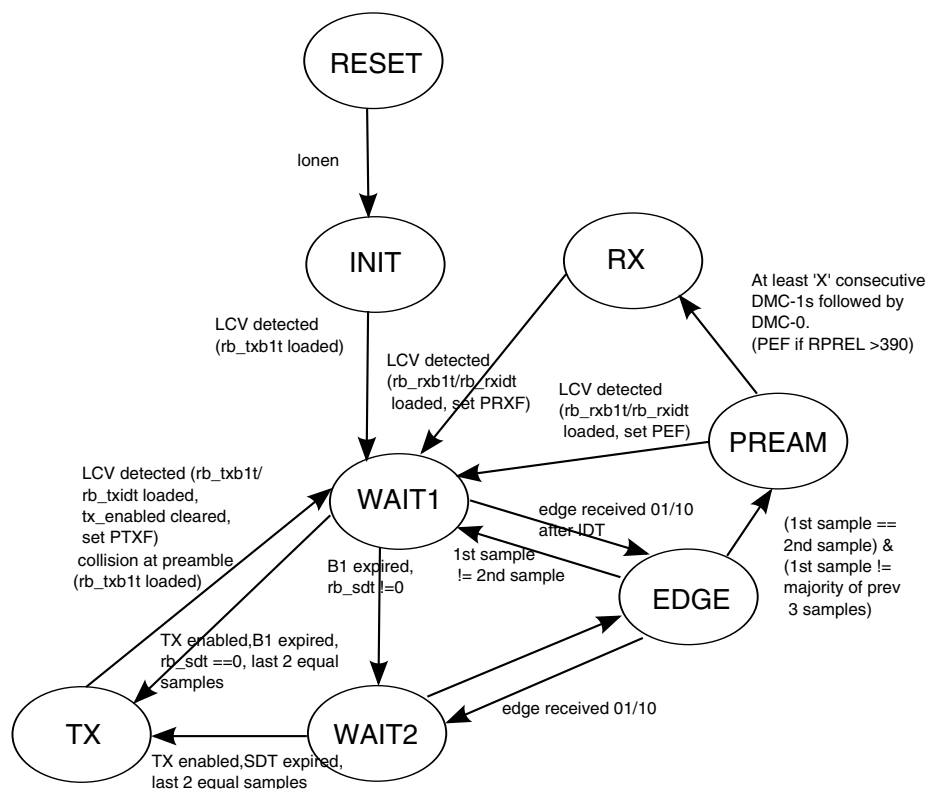 RESET
lonen
INIT
RX
At least 'X' consecutive
DMC-1s followed by
DMC-0.
(PEF if RPREL >390)
LCV detected
(rb_txb1t loaded)
LCV detected
(rb_rxb1t/rb_rxidt
loaded, set PRXF)
LCV detected
(rb_rxb1t/rb_rxidt
loaded, set PEF)
PREAM
LCV detected (rb_txb1t/
rb_txidt loaded,
tx_enabled cleared,
set PTXF)
collision at preamble
(rb_txb1t loaded)
WAIT1
edge received 01/10
after IDT
(1st sample ==
2nd sample) &
(1st sample !=
majority of prev
3 samples)
1st sample
!= 2nd sample
B1 expired,
rb_sdt !=0
EDGE
TX enabled,B1 expired,
rb_sdt ==0, last 2 equal
samples
edge received 01/10
TX
WAIT2
TX enabled,SDT expired,
last 2 equal samples